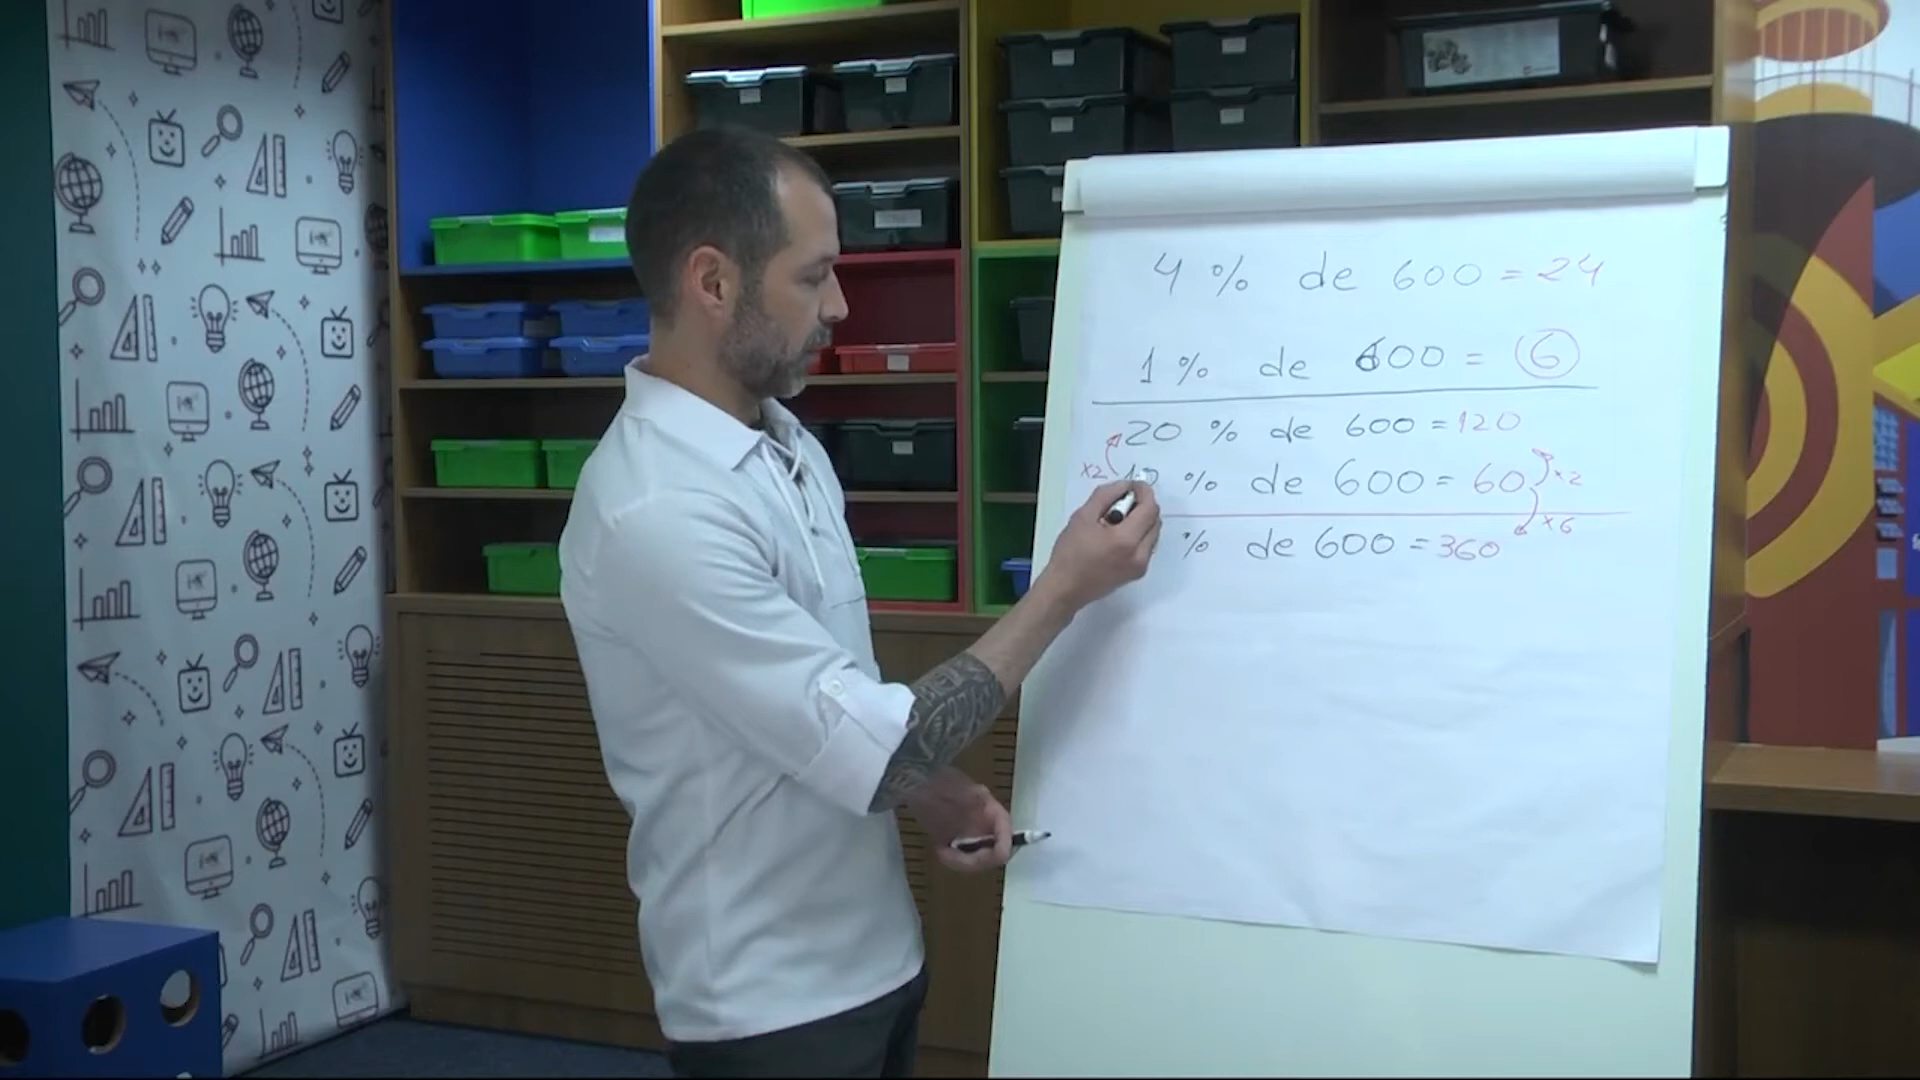 4 % de 600 = 24
1 % de 600 = 6
20 % de 600 = 120
x2 10 % de 600 = 60 x2
x6
% de 600 = 360